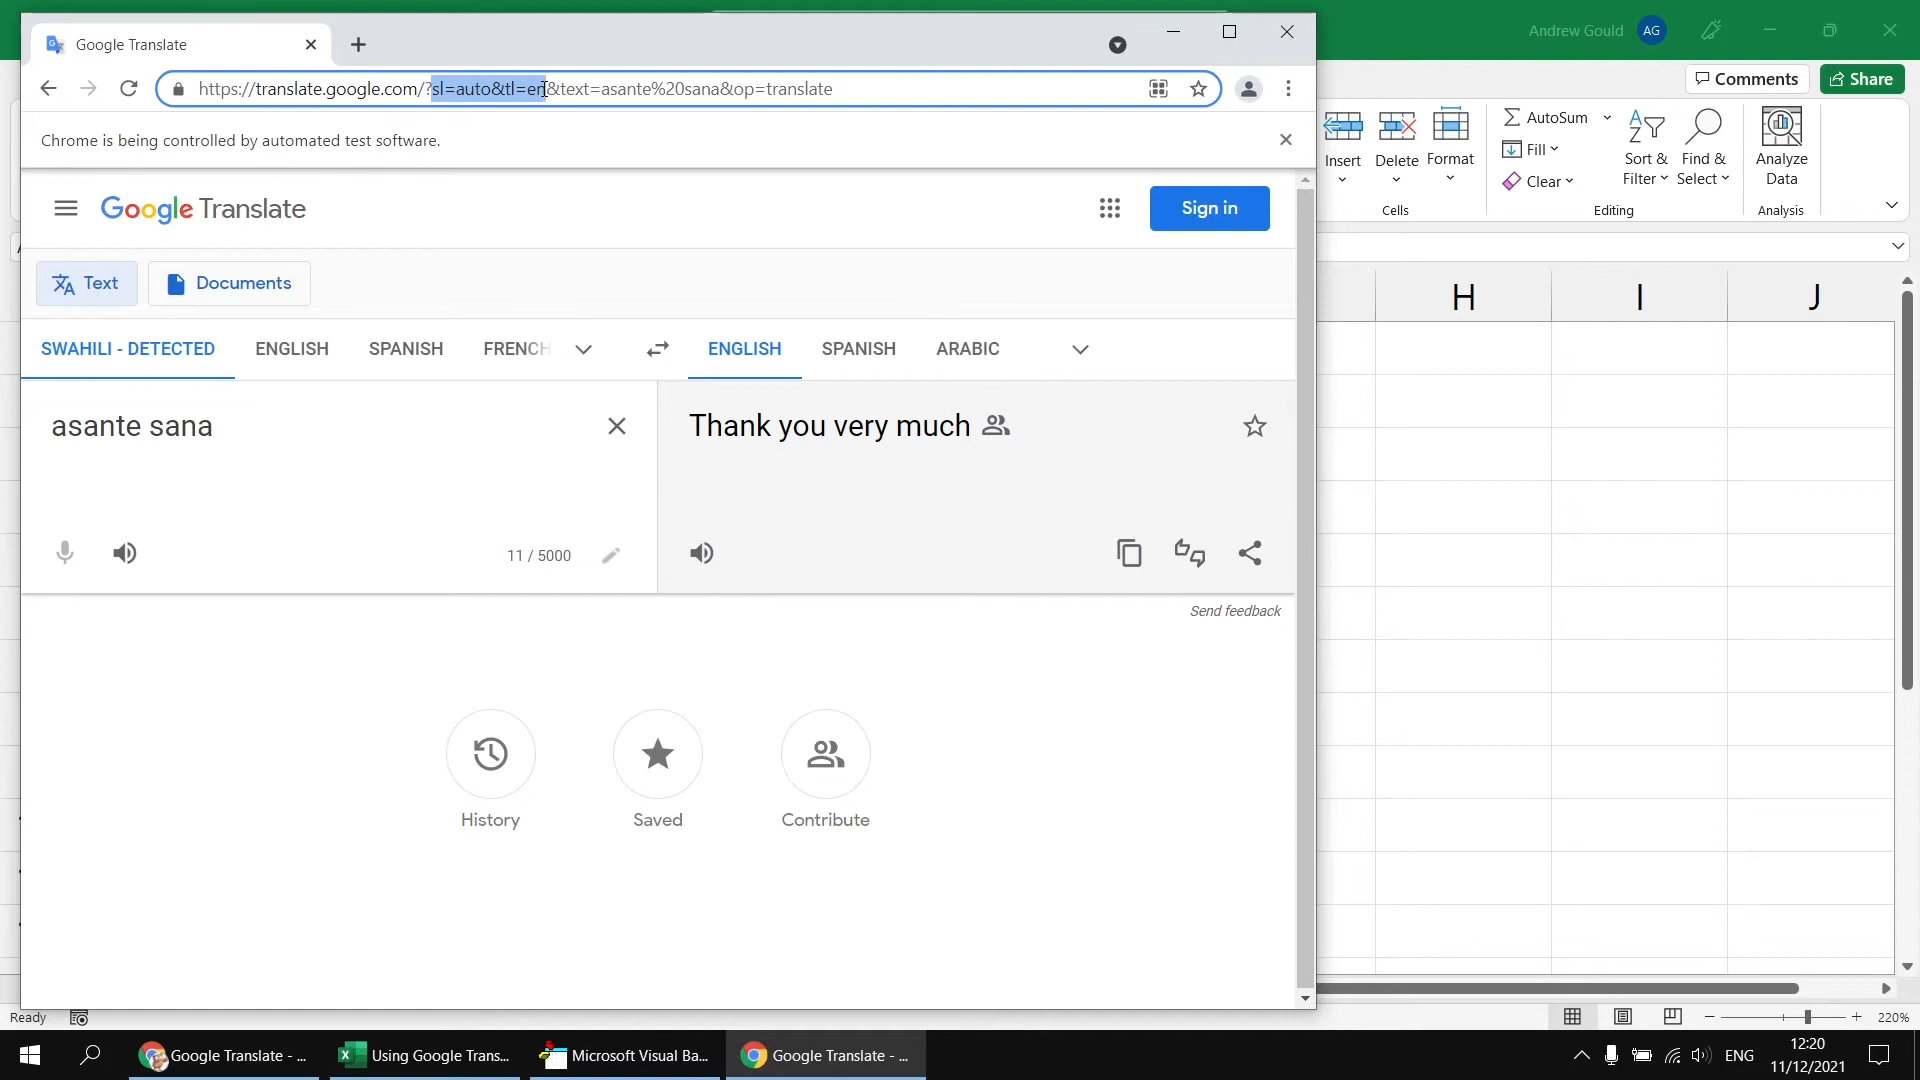 Google Translate
Andrew Gould AG
https://translate.google.com/?sl=auto&tl=en&text=asante%20sana&op=translate
Comments
Share
Chrome is being controlled by automated test software.
Insert
Delete
Format
Cells
AutoSum
Fill
Clear
Sort & Filter
Find & Select
Editing
Analyze Data
Analysis
Google Translate
Sign in
Text
Documents
SWAHILI - DETECTED ENGLISH SPANISH FRENCH
ENGLISH SPANISH ARABIC
H I J
asante sana
Thank you very much
11 / 5000
Send feedback
History
Saved
Contribute
Ready
220%
Google Translate - ...
Using Google Trans...
Microsoft Visual Ba...
Google Translate - ...
ENG
12:20
11/12/2021